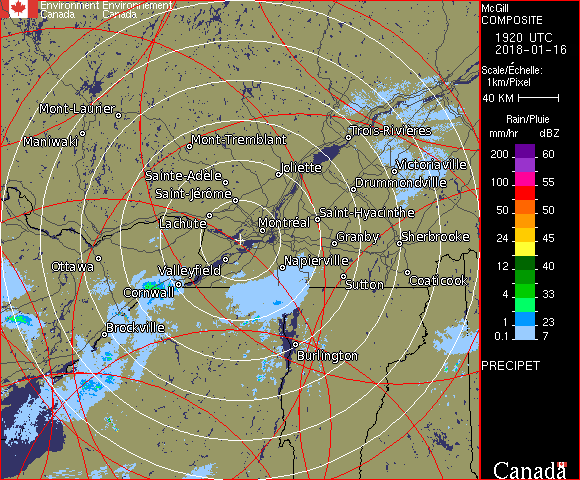 Environment Environnement
Canada Canada
McGill
COMPOSITE
1920 UTC
2018-01-16
Scale/Échelle:
1km/Pixel
40 KM
Rain/Pluie
mm/hr dBZ
200 60
100 55
50 50
24 45
12 40
4 33
1 23
0.1 7
PRECIPET
Mont-Laurier
Maniwaki
Mont-Tremblant
Trois-Rivières
Sainte-Adèle
Joliette
Victoriaville
Saint-Jérôme
Drummondville
Lachute
Montréal
Saint-Hyacinthe
Granby
Sherbrooke
Ottawa
Valleyfield
Napierville
Cornwall
Sutton
Coaticook
Brockville
Burlington
Canada